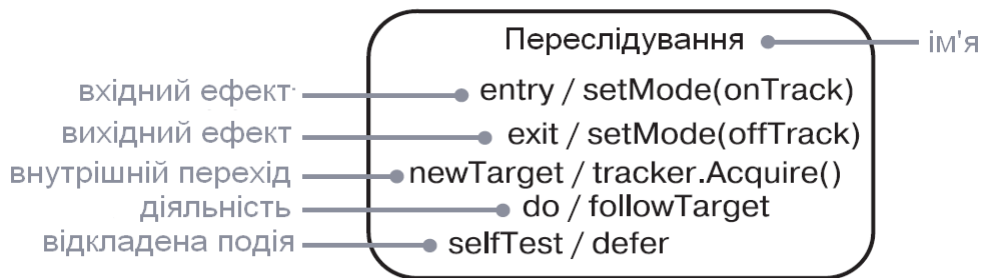 Переслідування ім'я
вхідний ефект entry / setMode(onTrack)
вихідний ефект exit / setMode(offTrack)
внутрішній перехід newTarget / tracker.Acquire()
діяльність do / followTarget
відкладена подія selfTest / defer